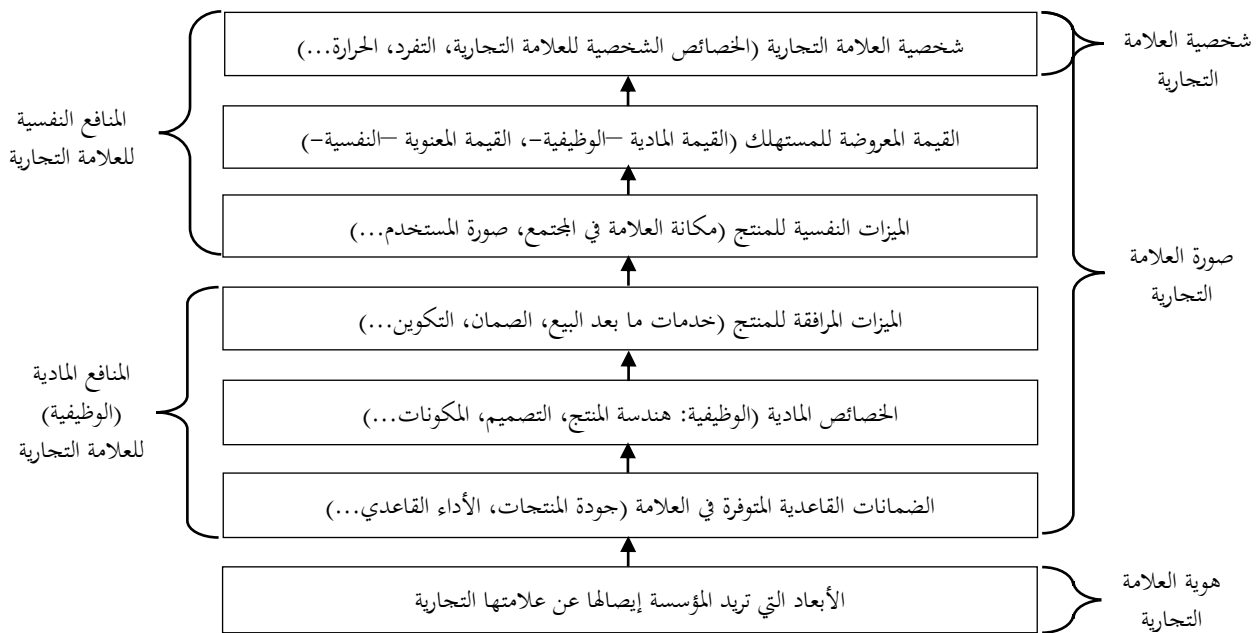 شخصية العلامة
التجارية
شخصية العلامة التجارية (الخصائص الشخصية للعلامة التجارية، التفرد، الحرارة...)
المنافع النفسية
للعلامة التجارية
القيمة المعروضة للمستهلك (القيمة المادية –الوظيفية-، القيمة المعنوية –النفسية-)
الميزات النفسية للمنتج (مكانة العلامة في المجتمع، صورة المستخدم...)
صورة العلامة
التجارية
الميزات المرافقة للمنتج (خدمات ما بعد البيع، الصمان، التكوين...)
المنافع المادية
(الوظيفية)
للعلامة التجارية
الخصائص المادية (الوظيفية: هندسة المنتج، التصميم، المكونات...)
الضمانات القاعدية المتوفرة في العلامة (جودة المنتجات، الأداء القاعدي...)
هوية العلامة
التجارية
الأبعاد التي تريد المؤسسة إيصالها عن علامتها التجارية